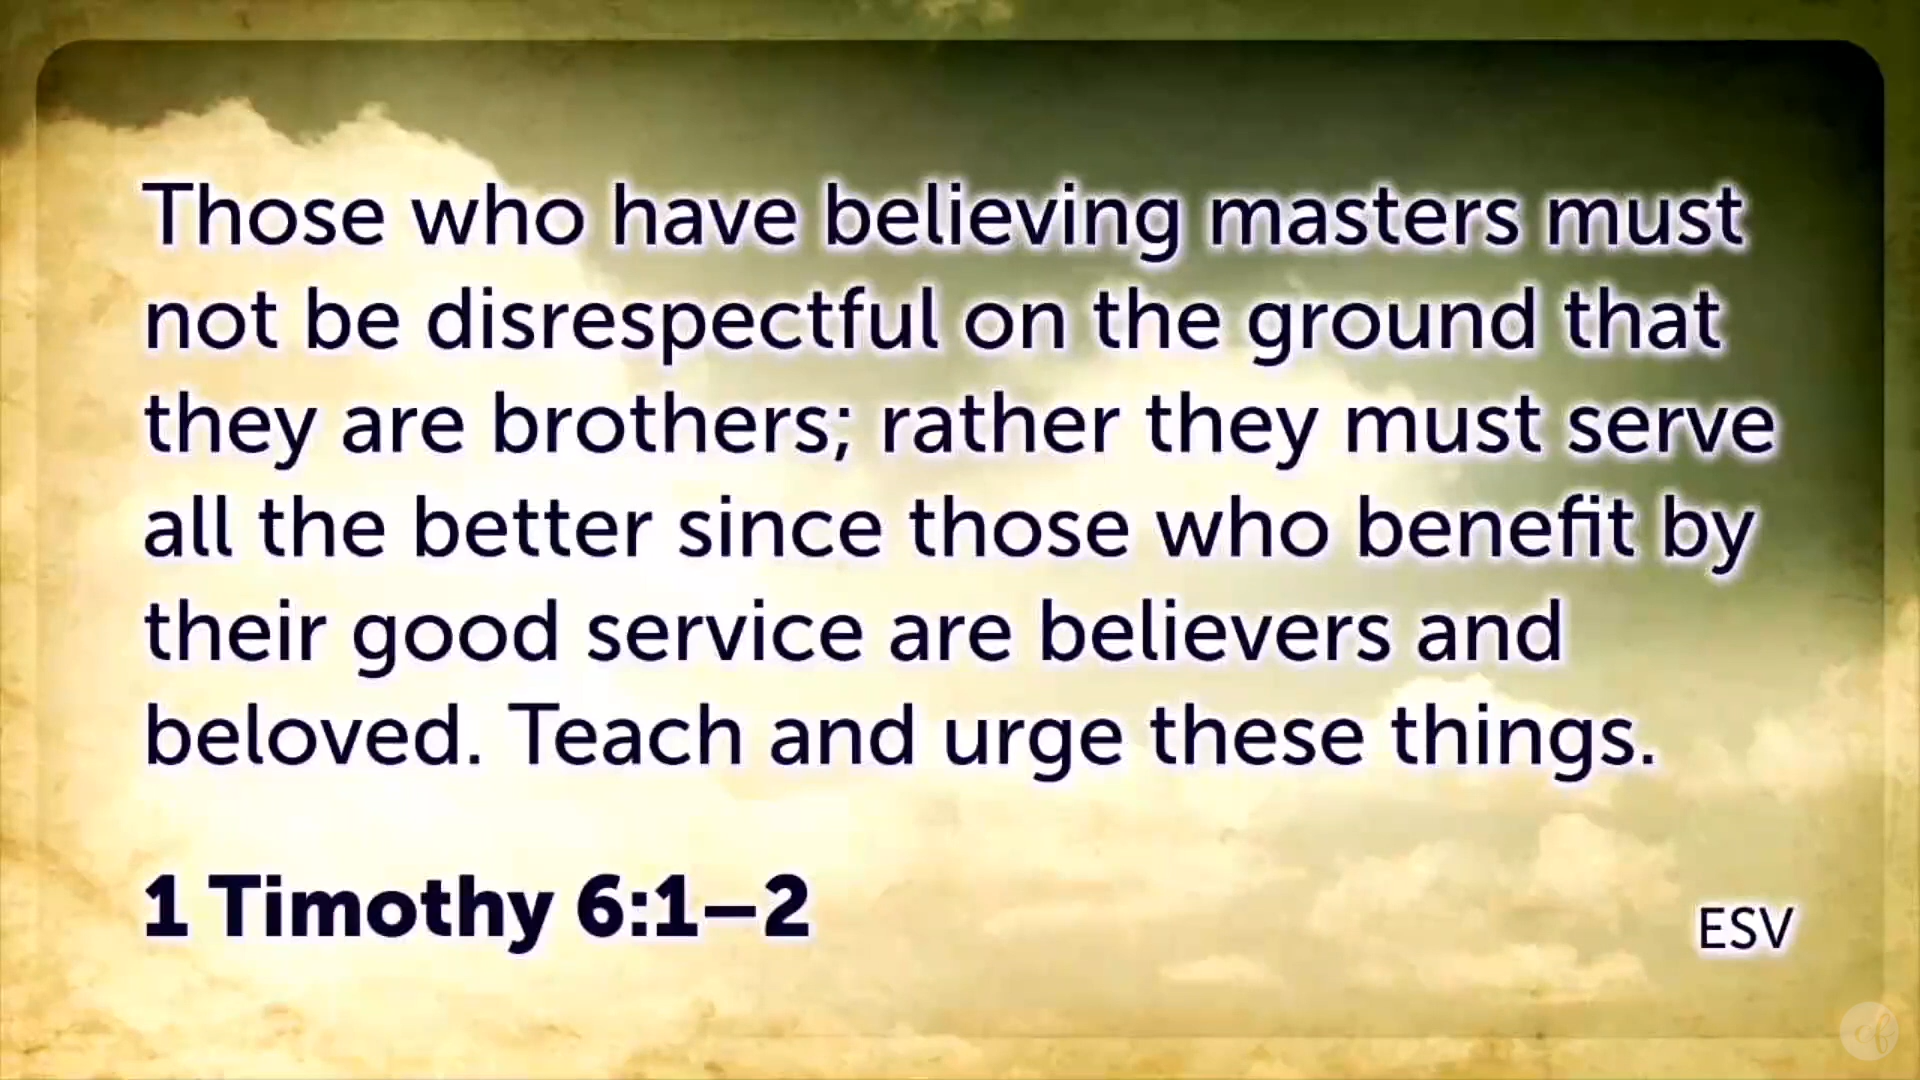 Those who have believing masters must
not be disrespectful on the ground that
they are brothers; rather they must serve
all the better since those who benefit by
their good service are believers and
beloved. Teach and urge these things.
1 Timothy 6:1–2
ESV